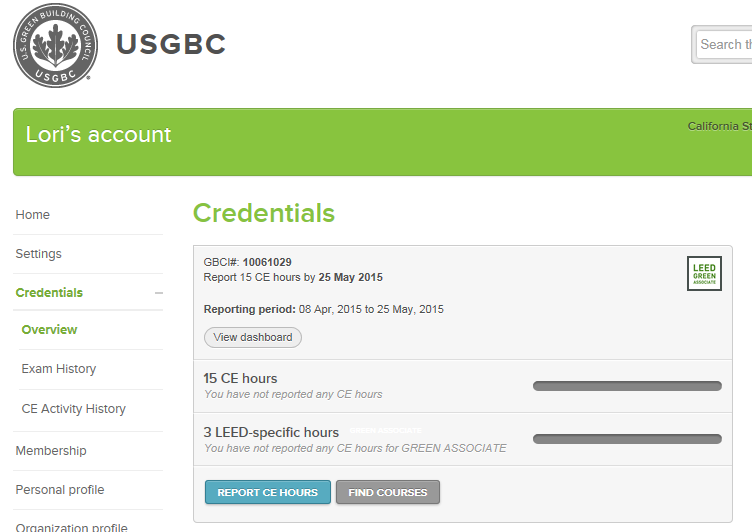 U.S. GREEN BUILDING COUNCIL
USGBC
USGBC
Search th
Lori's account
California St
Home
Settings
Credentials
Overview
Exam History
CE Activity History
Membership
Personal profile
Organization profile
Credentials
GBCI#: 10061029
Report 15 CE hours by 25 May 2015
LEED
GREEN
ASSOCIATE
Reporting period: 08 Apr, 2015 to 25 May, 2015
View dashboard
15 CE hours
You have not reported any CE hours
3 LEED-specific hours GREEN ASSOCIATE
You have not reported any CE hours for GREEN ASSOCIATE
REPORT CE HOURS
FIND COURSES